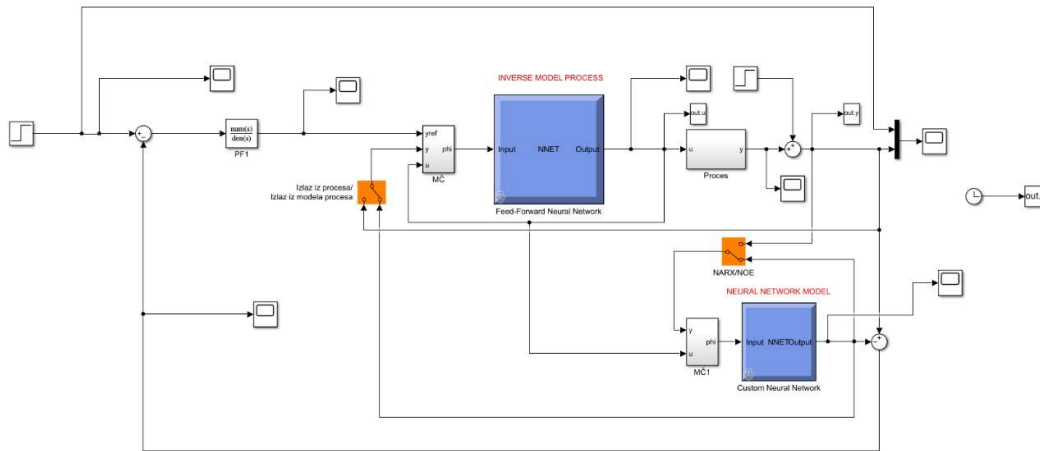 INVERSE MODEL PROCESS
out.u
out.y
num(s)
den(s)
PF1
yref
y
u
phi
MČ
Input NNET Output
Feed-Forward Neural Network
u y
Proces
out.
Izlaz iz procesa/
Izlaz iz modela procesa
NARX/NOE
NEURAL NETWORK MODEL
y
u
phi
MČ1
Input NNETOutput
Custom Neural Network